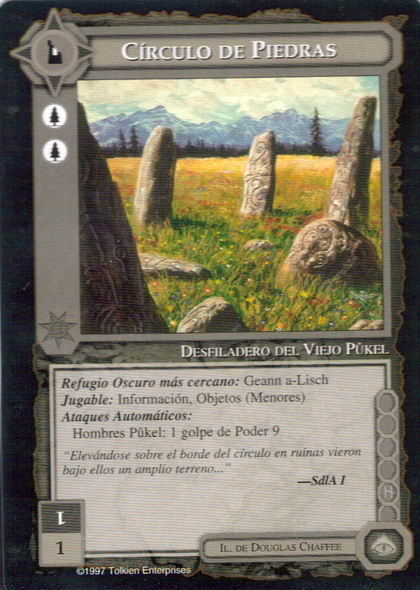 CÍRCULO DE PIEDRAS
DESFILADERO DEL VIEJO PÛKEL
Refugio Oscuro más cercano: Geann a-Lisch
Jugable: Información, Objetos (Menores)
Ataques Automáticos:
Hombres Pûkel: 1 golpe de Poder 9
“Elevándose sobre el borde del círculo en ruinas vieron
bajo ellos un amplio terreno...”
—SdlA I
1
1
IL. DE DOUGLAS CHAFFEE
©1997 Tolkien Enterprises